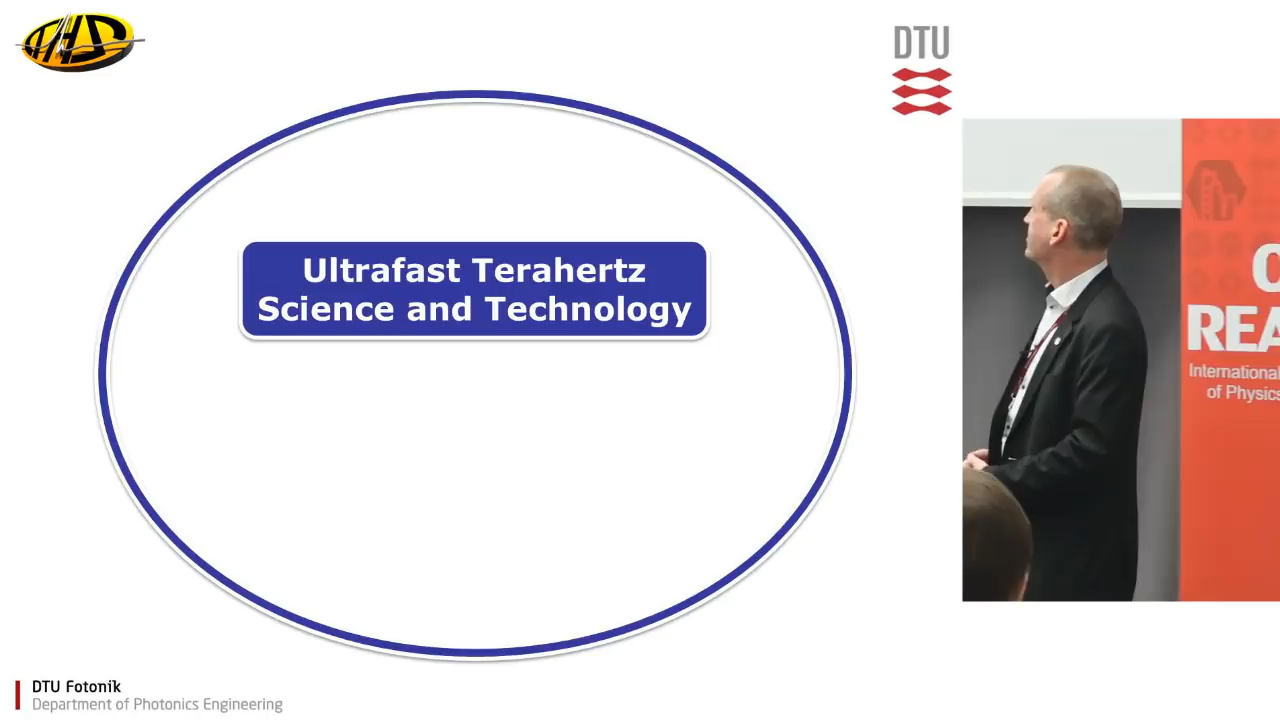 DTU
Ultrafast Terahertz
Science and Technology
REA
International
of Physics
DTU Fotonik
Department of Photonics Engineering